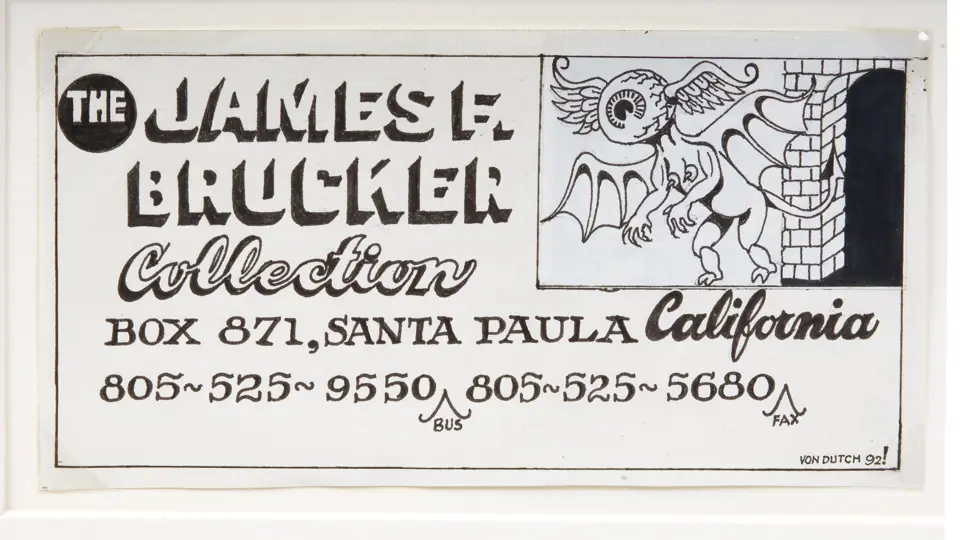 THE JAMES F.
BRUCKER
Collection
BOX 871, SANTA PAULA California
805~525~9550 805~525~5680
BUS FAX
VON DUTCH 92!